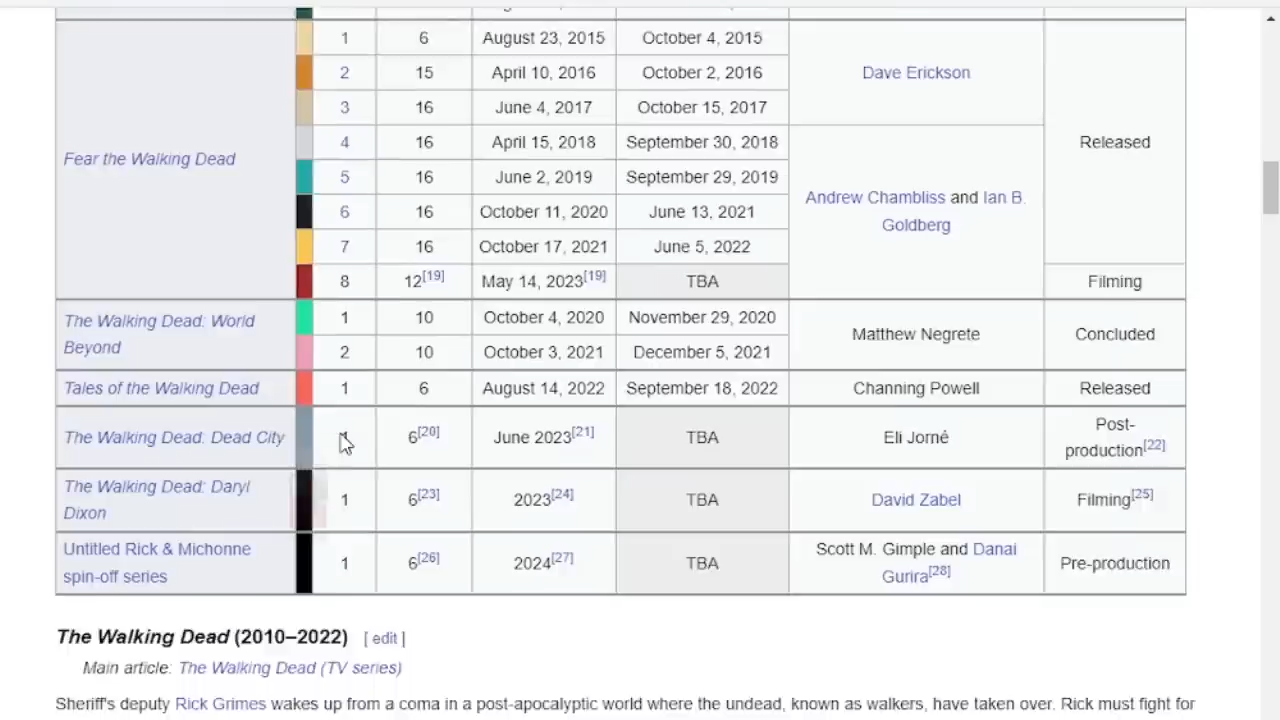 1 6 August 23, 2015 October 4, 2015
2 15 April 10, 2016 October 2, 2016 Dave Erickson
3 16 June 4, 2017 October 15, 2017
4 16 April 15, 2018 September 30, 2018 Released
Fear the Walking Dead
5 16 June 2, 2019 September 29, 2019
Andrew Chambliss and Ian B.
Goldberg
6 16 October 11, 2020 June 13, 2021
7 16 October 17, 2021 June 5, 2022
8 12[19] May 14, 2023[19] TBA Filming
The Walking Dead: World
Beyond
1 10 October 4, 2020 November 29, 2020
Matthew Negrete Concluded
2 10 October 3, 2021 December 5, 2021
Tales of the Walking Dead 1 6 August 14, 2022 September 18, 2022 Channing Powell Released
The Walking Dead: Dead City 1 6[20] June 2023[21] TBA Eli Jorné Post-
production[22]
The Walking Dead: Daryl
Dixon
1 6[23] 2023[24] TBA David Zabel Filming[25]
Untitled Rick & Michonne
spin-off series
1 6[26] 2024[27] TBA Scott M. Gimple and Danai
Gurira[28]
Pre-production
The Walking Dead (2010–2022) [ edit ]
Main article: The Walking Dead (TV series)
Sheriff's deputy Rick Grimes wakes up from a coma in a post-apocalyptic world where the undead, known as walkers, have taken over. Rick must fight for